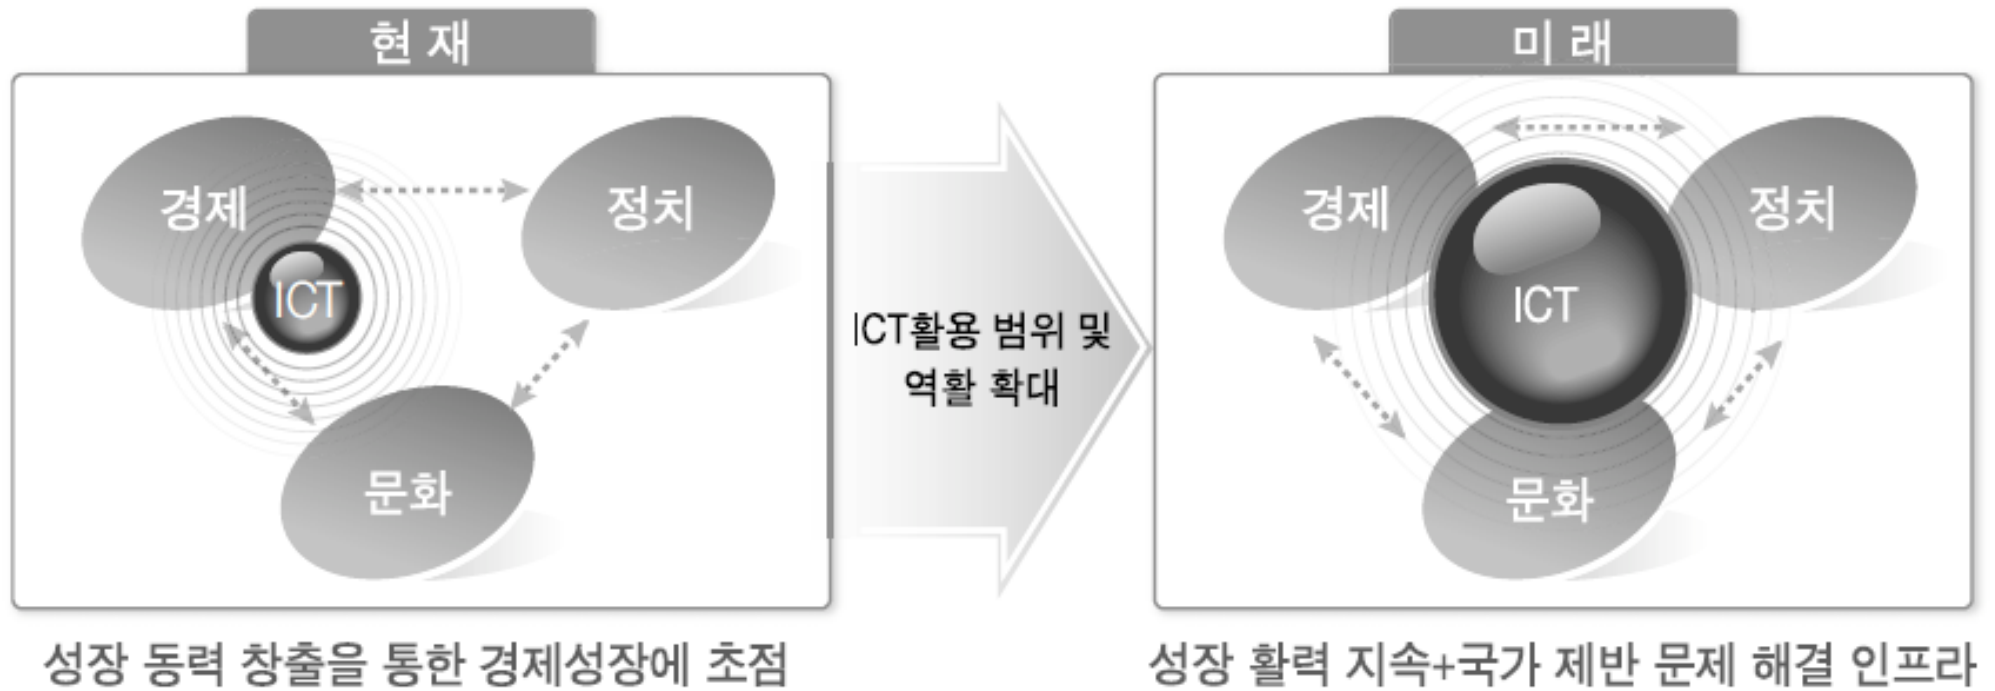 현 재
경제
정치
ICT
문화
성장 동력 창출을 통한 경제성장에 초점
ICT활용 범위 및
역활 확대
미 래
경제
정치
ICT
문화
성장 활력 지속+국가 제반 문제 해결 인프라